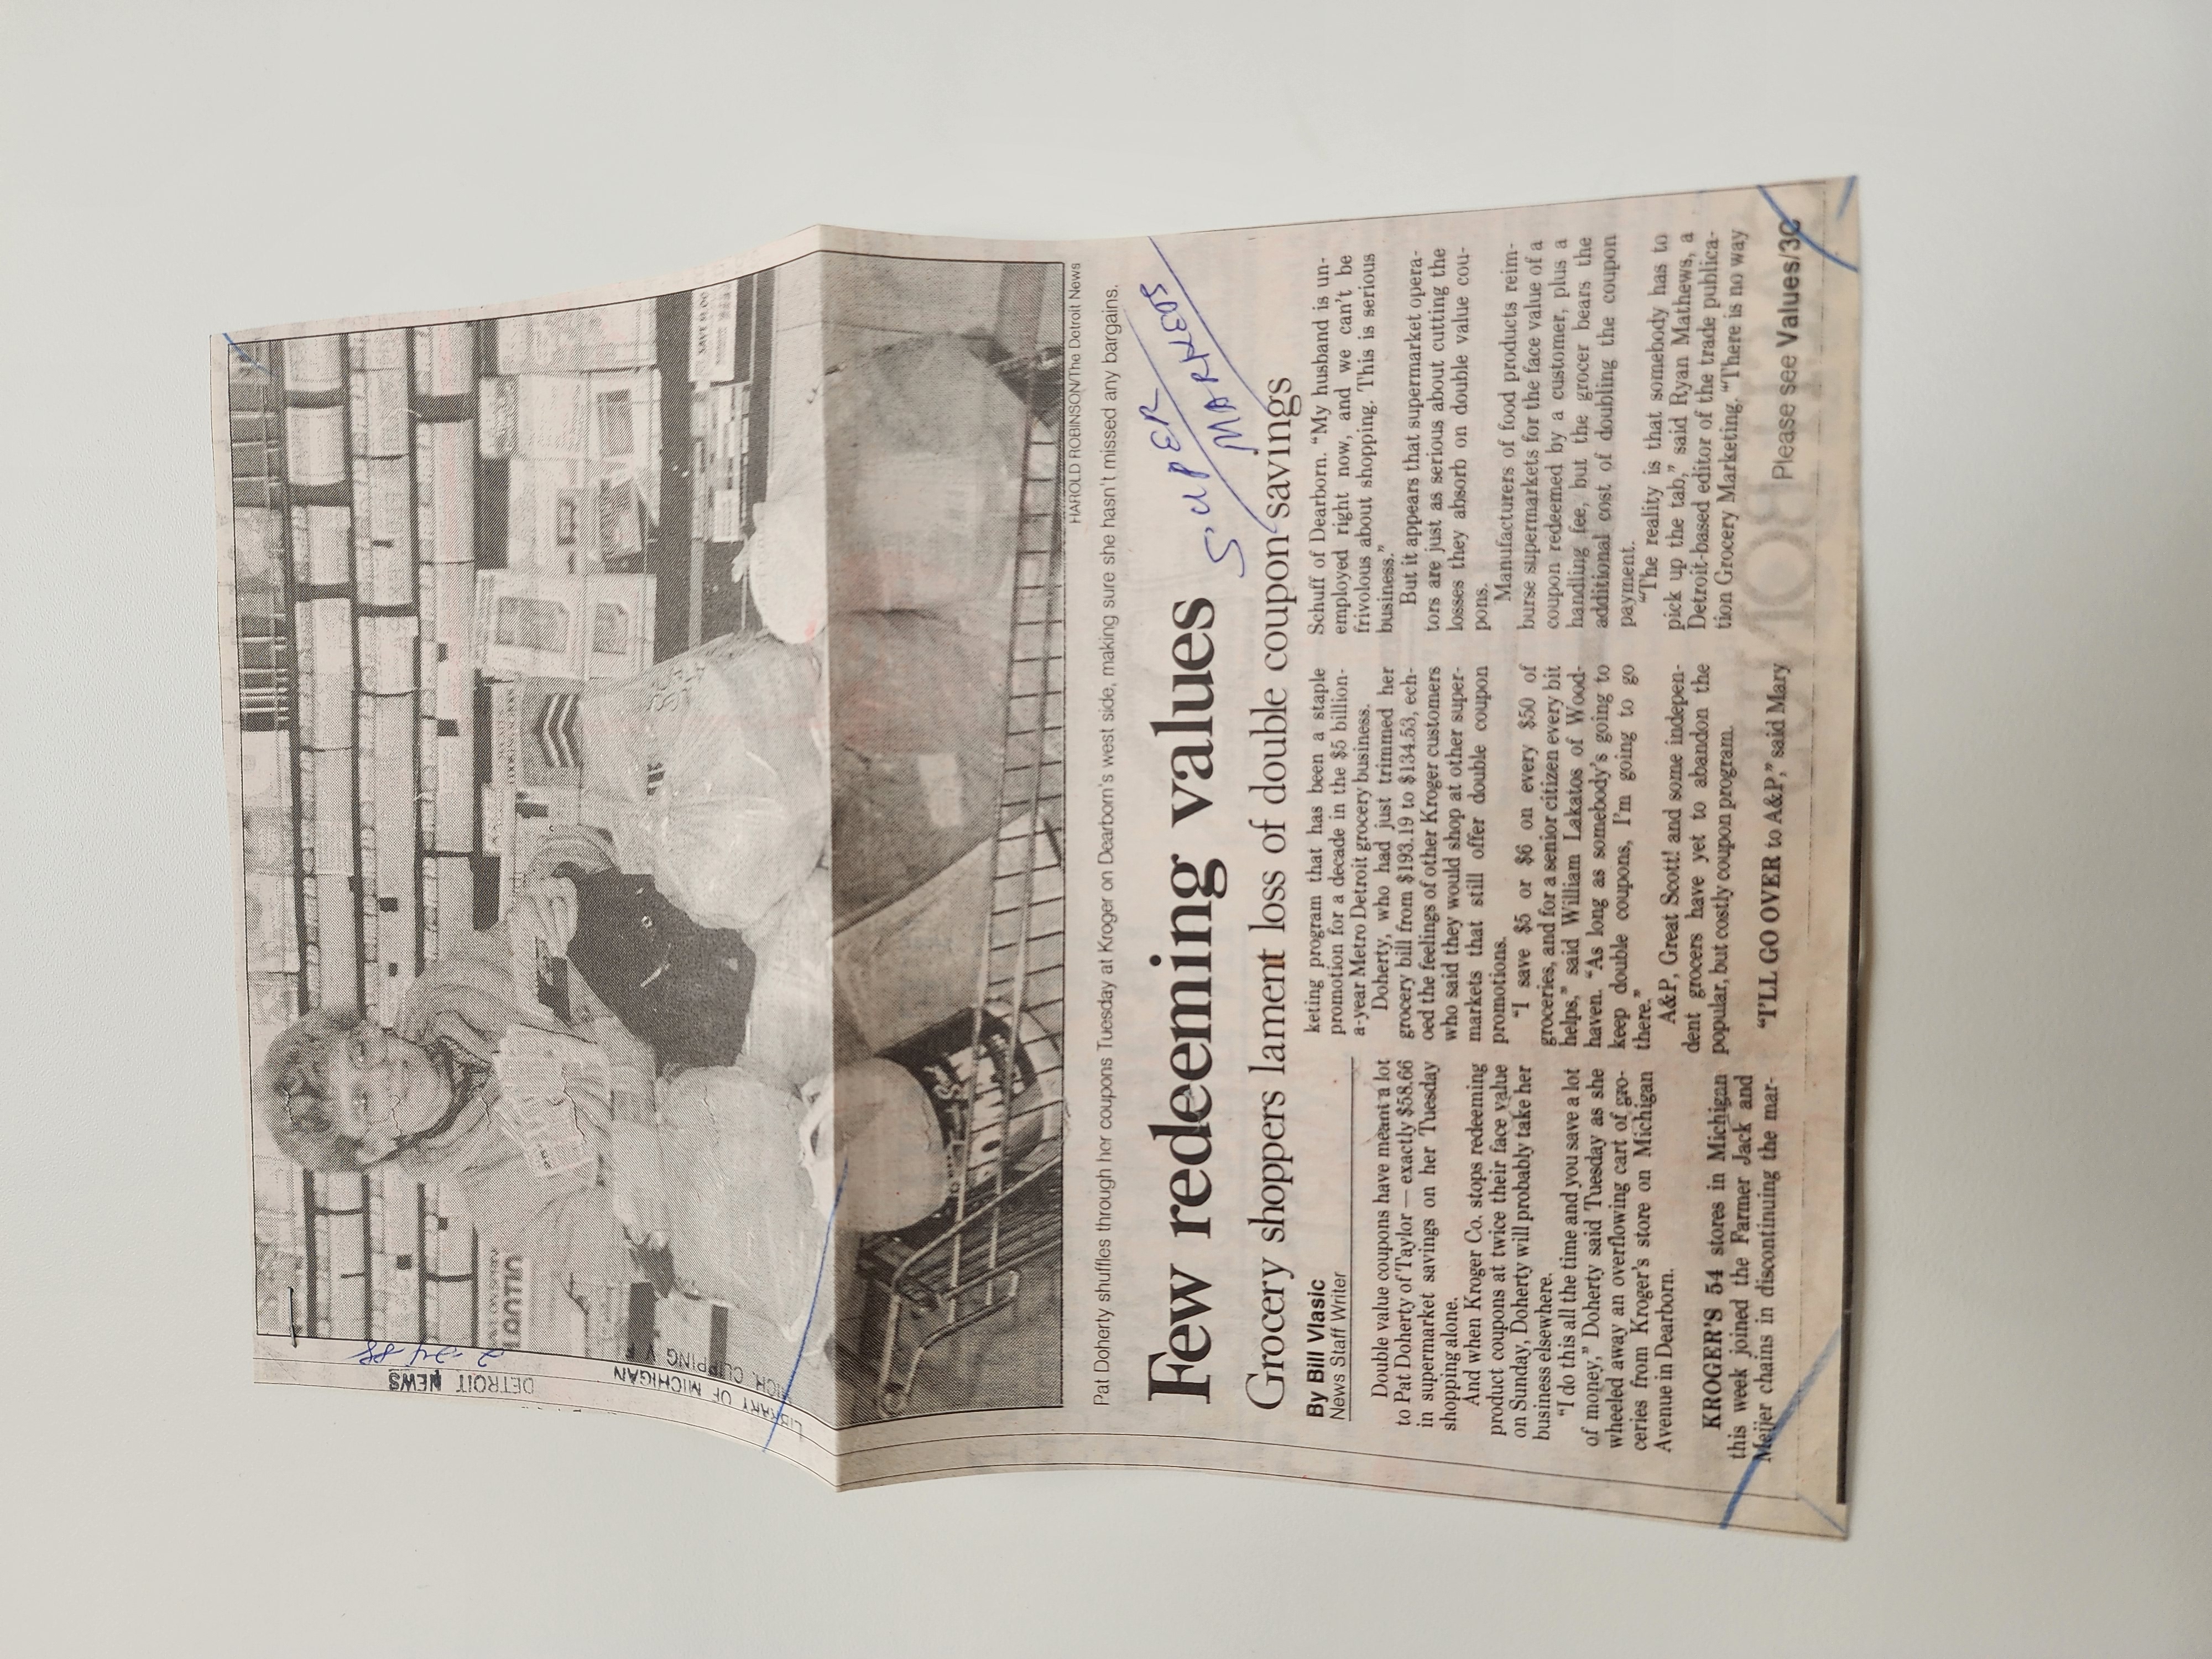 DETROIT NEWS
2-24-88
LIBRARY OF MICHIGAN
CLIPPING V F
SAVE $1.00
HAROLD ROBINSON/The Detroit News
Pat Doherty shuffles through her coupons Tuesday at Kroger on Dearborn's west side, making sure she hasn't missed any bargains.
SUPER
MARKEOS
Few redeeming values
Grocery shoppers lament loss of double coupon savings
By Bill Vlasic
News Staff Writer
Double value coupons have meant a lot
to Pat Doherty of Taylor — exactly $58.66
in supermarket savings on her Tuesday
shopping alone.
And when Kroger Co. stops redeeming
product coupons at twice their face value
on Sunday, Doherty will probably take her
business elsewhere.
"I do this all the time and you save a lot
of money," Doherty said Tuesday as she
wheeled away an overflowing cart of gro-
ceries from Kroger's store on Michigan
Avenue in Dearborn.
KROGER'S 54 stores in Michigan
this week joined the Farmer Jack and
Meijer chains in discontinuing the mar-
keting program that has been a staple
promotion for a decade in the $5 billion-
a-year Metro Detroit grocery business.
Doherty, who had just trimmed her
grocery bill from $193.19 to $134.53, ech-
oed the feelings of other Kroger customers
who said they would shop at other super-
markets that still offer double coupon
promotions.
"I save $5 or $6 on every $50 of
groceries, and for a senior citizen every bit
helps," said William Lakatos of Wood-
haven. "As long as somebody's going to
keep double coupons, I'm going to go
there."
A&P, Great Scott! and some indepen-
dent grocers have yet to abandon the
popular, but costly coupon program.
"I'LL GO OVER to A&P," said Mary
Schuff of Dearborn. "My husband is un-
employed right now, and we can't be
frivolous about shopping. This is serious
business."
But it appears that supermarket opera-
tors are just as serious about cutting the
losses they absorb on double value cou-
pons.
Manufacturers of food products reim-
burse supermarkets for the face value of a
coupon redeemed by a customer, plus a
handling fee, but the grocer bears the
additional cost of doubling the coupon
payment.
"The reality is that somebody has to
pick up the tab," said Ryan Mathews, a
Detroit-based editor of the trade publica-
tion Grocery Marketing. "There is no way
Please see Values/3C